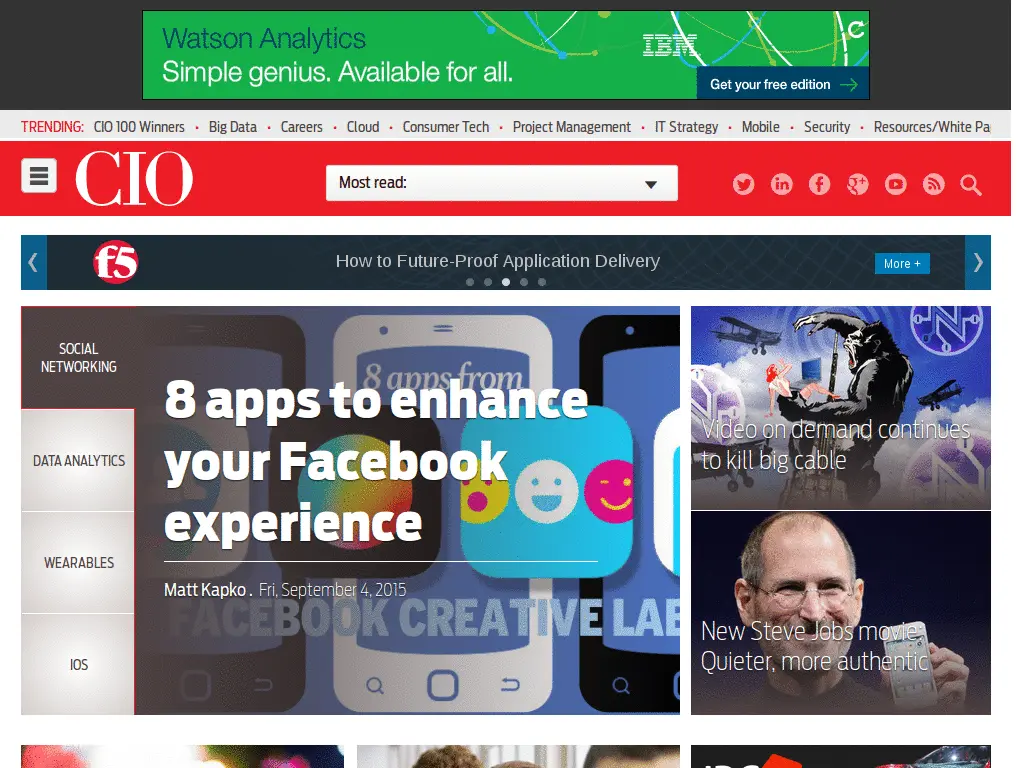 Watson Analytics
Simple genius. Available for all.
IBM
Get your free edition
TRENDING: CIO 100 Winners • Big Data • Careers • Cloud • Consumer Tech • Project Management • IT Strategy • Mobile • Security • Resources/White Pa
CIO
Most read:
f5
How to Future-Proof Application Delivery
More +
SOCIAL
NETWORKING
DATA ANALYTICS
WEARABLES
IOS
8 apps from
8 apps to enhance
your Facebook
experience
Matt Kapko . Fri, September 4, 2015
FACEBOOK CREATIVE LAB
Video on demand continues
to kill big cable
New Steve Jobs movie:
Quieter, more authentic